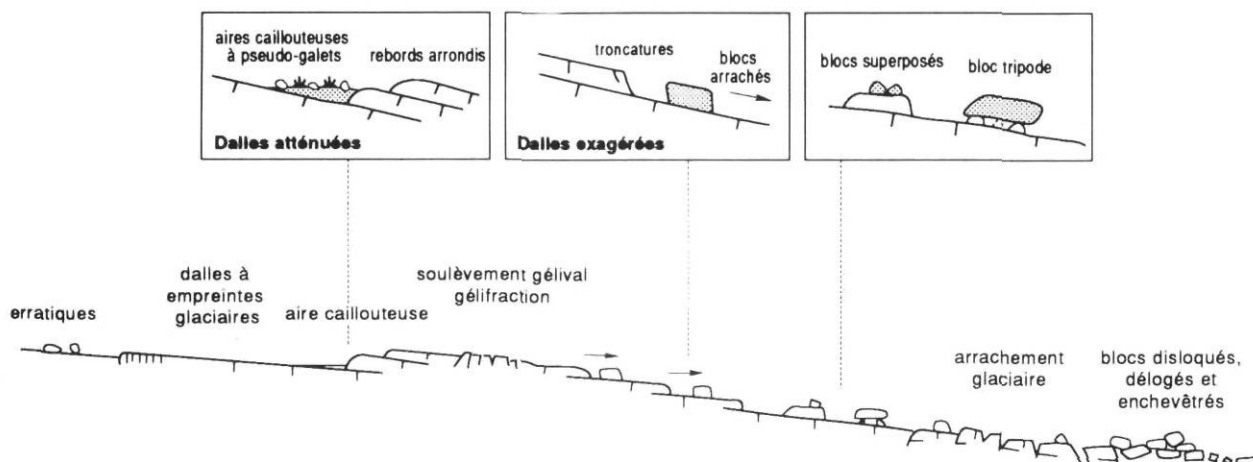 aires caillouteuses
à pseudo-galets
rebords arrondis
Dalles atténuées
troncatures
blocs
arrachés
Dalles exagérées
blocs superposés
bloc tripode
erratiques
dalles à
empreintes
glaciaires
aire caillouteuse
soulèvement gélival
gélifraction
arrachement
glaciaire
blocs disloqués,
délogés et
enchevêtrés